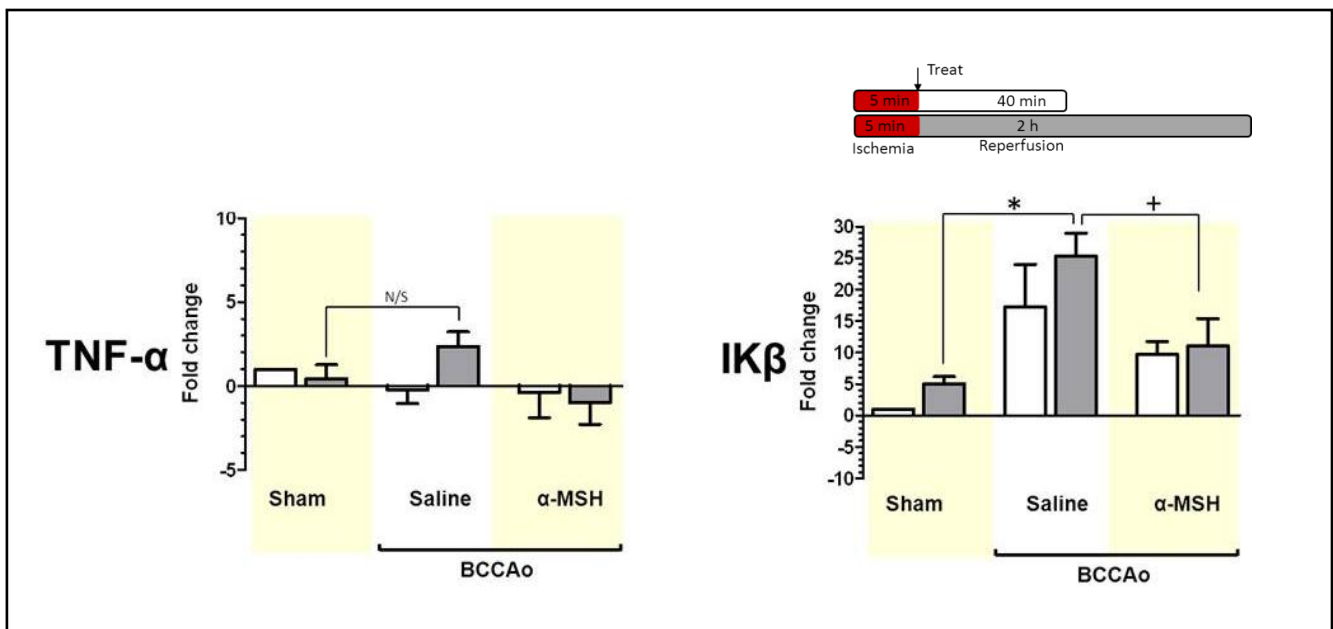 Treat
5 min 40 min
5 min 2 h
Ischemia Reperfusion
TNF-α
Fold change
10
5
0
-5
N/S
Sham Saline α-MSH
BCCAo
IKβ
Fold change
30
25
20
15
10
5
0
-5
-10
* +
Sham Saline α-MSH
BCCAo